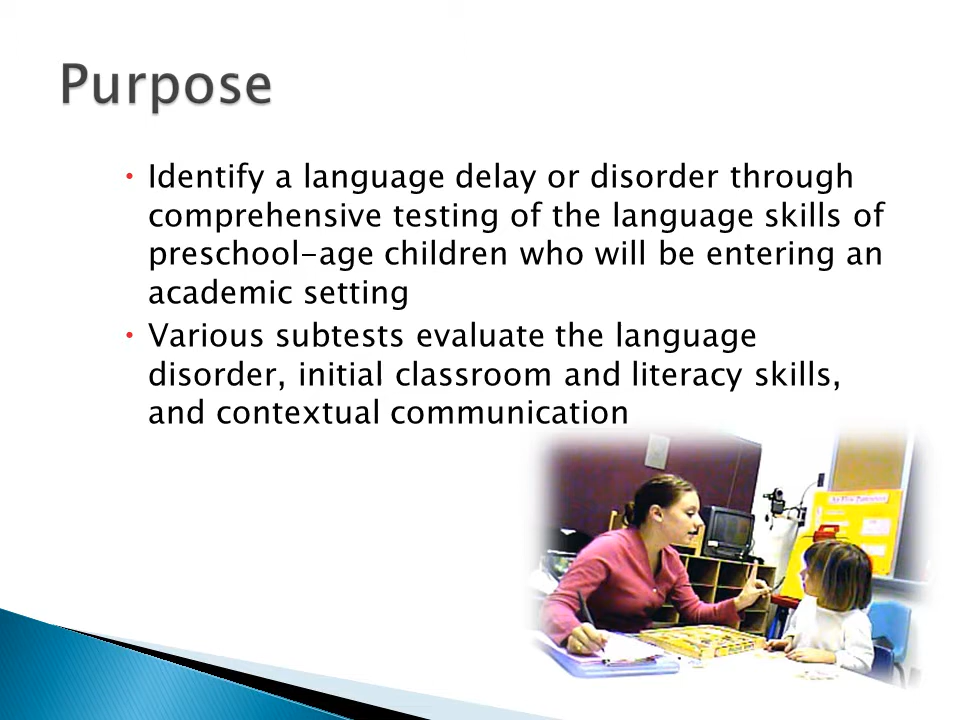 Purpose
Identify a language delay or disorder through
comprehensive testing of the language skills of
preschool-age children who will be entering an
academic setting
Various subtests evaluate the language
disorder, initial classroom and literacy skills,
and contextual communication